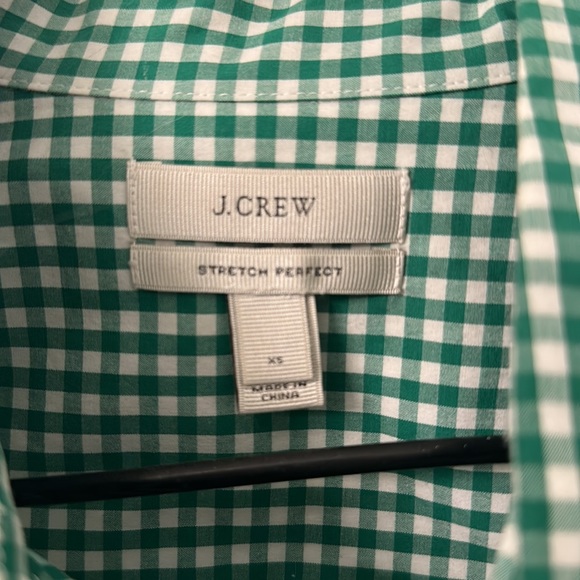 J.CREW
STRETCH PERFECT
XS
MADE IN
CHINA